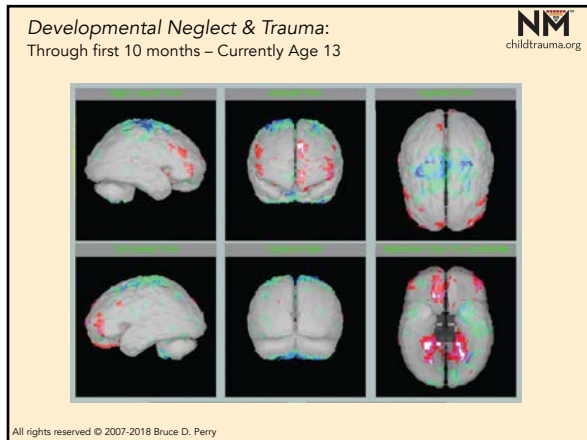 Developmental Neglect & Trauma:
Through first 10 months – Currently Age 13
NM
childtrauma.org
All rights reserved © 2007-2018 Bruce D. Perry